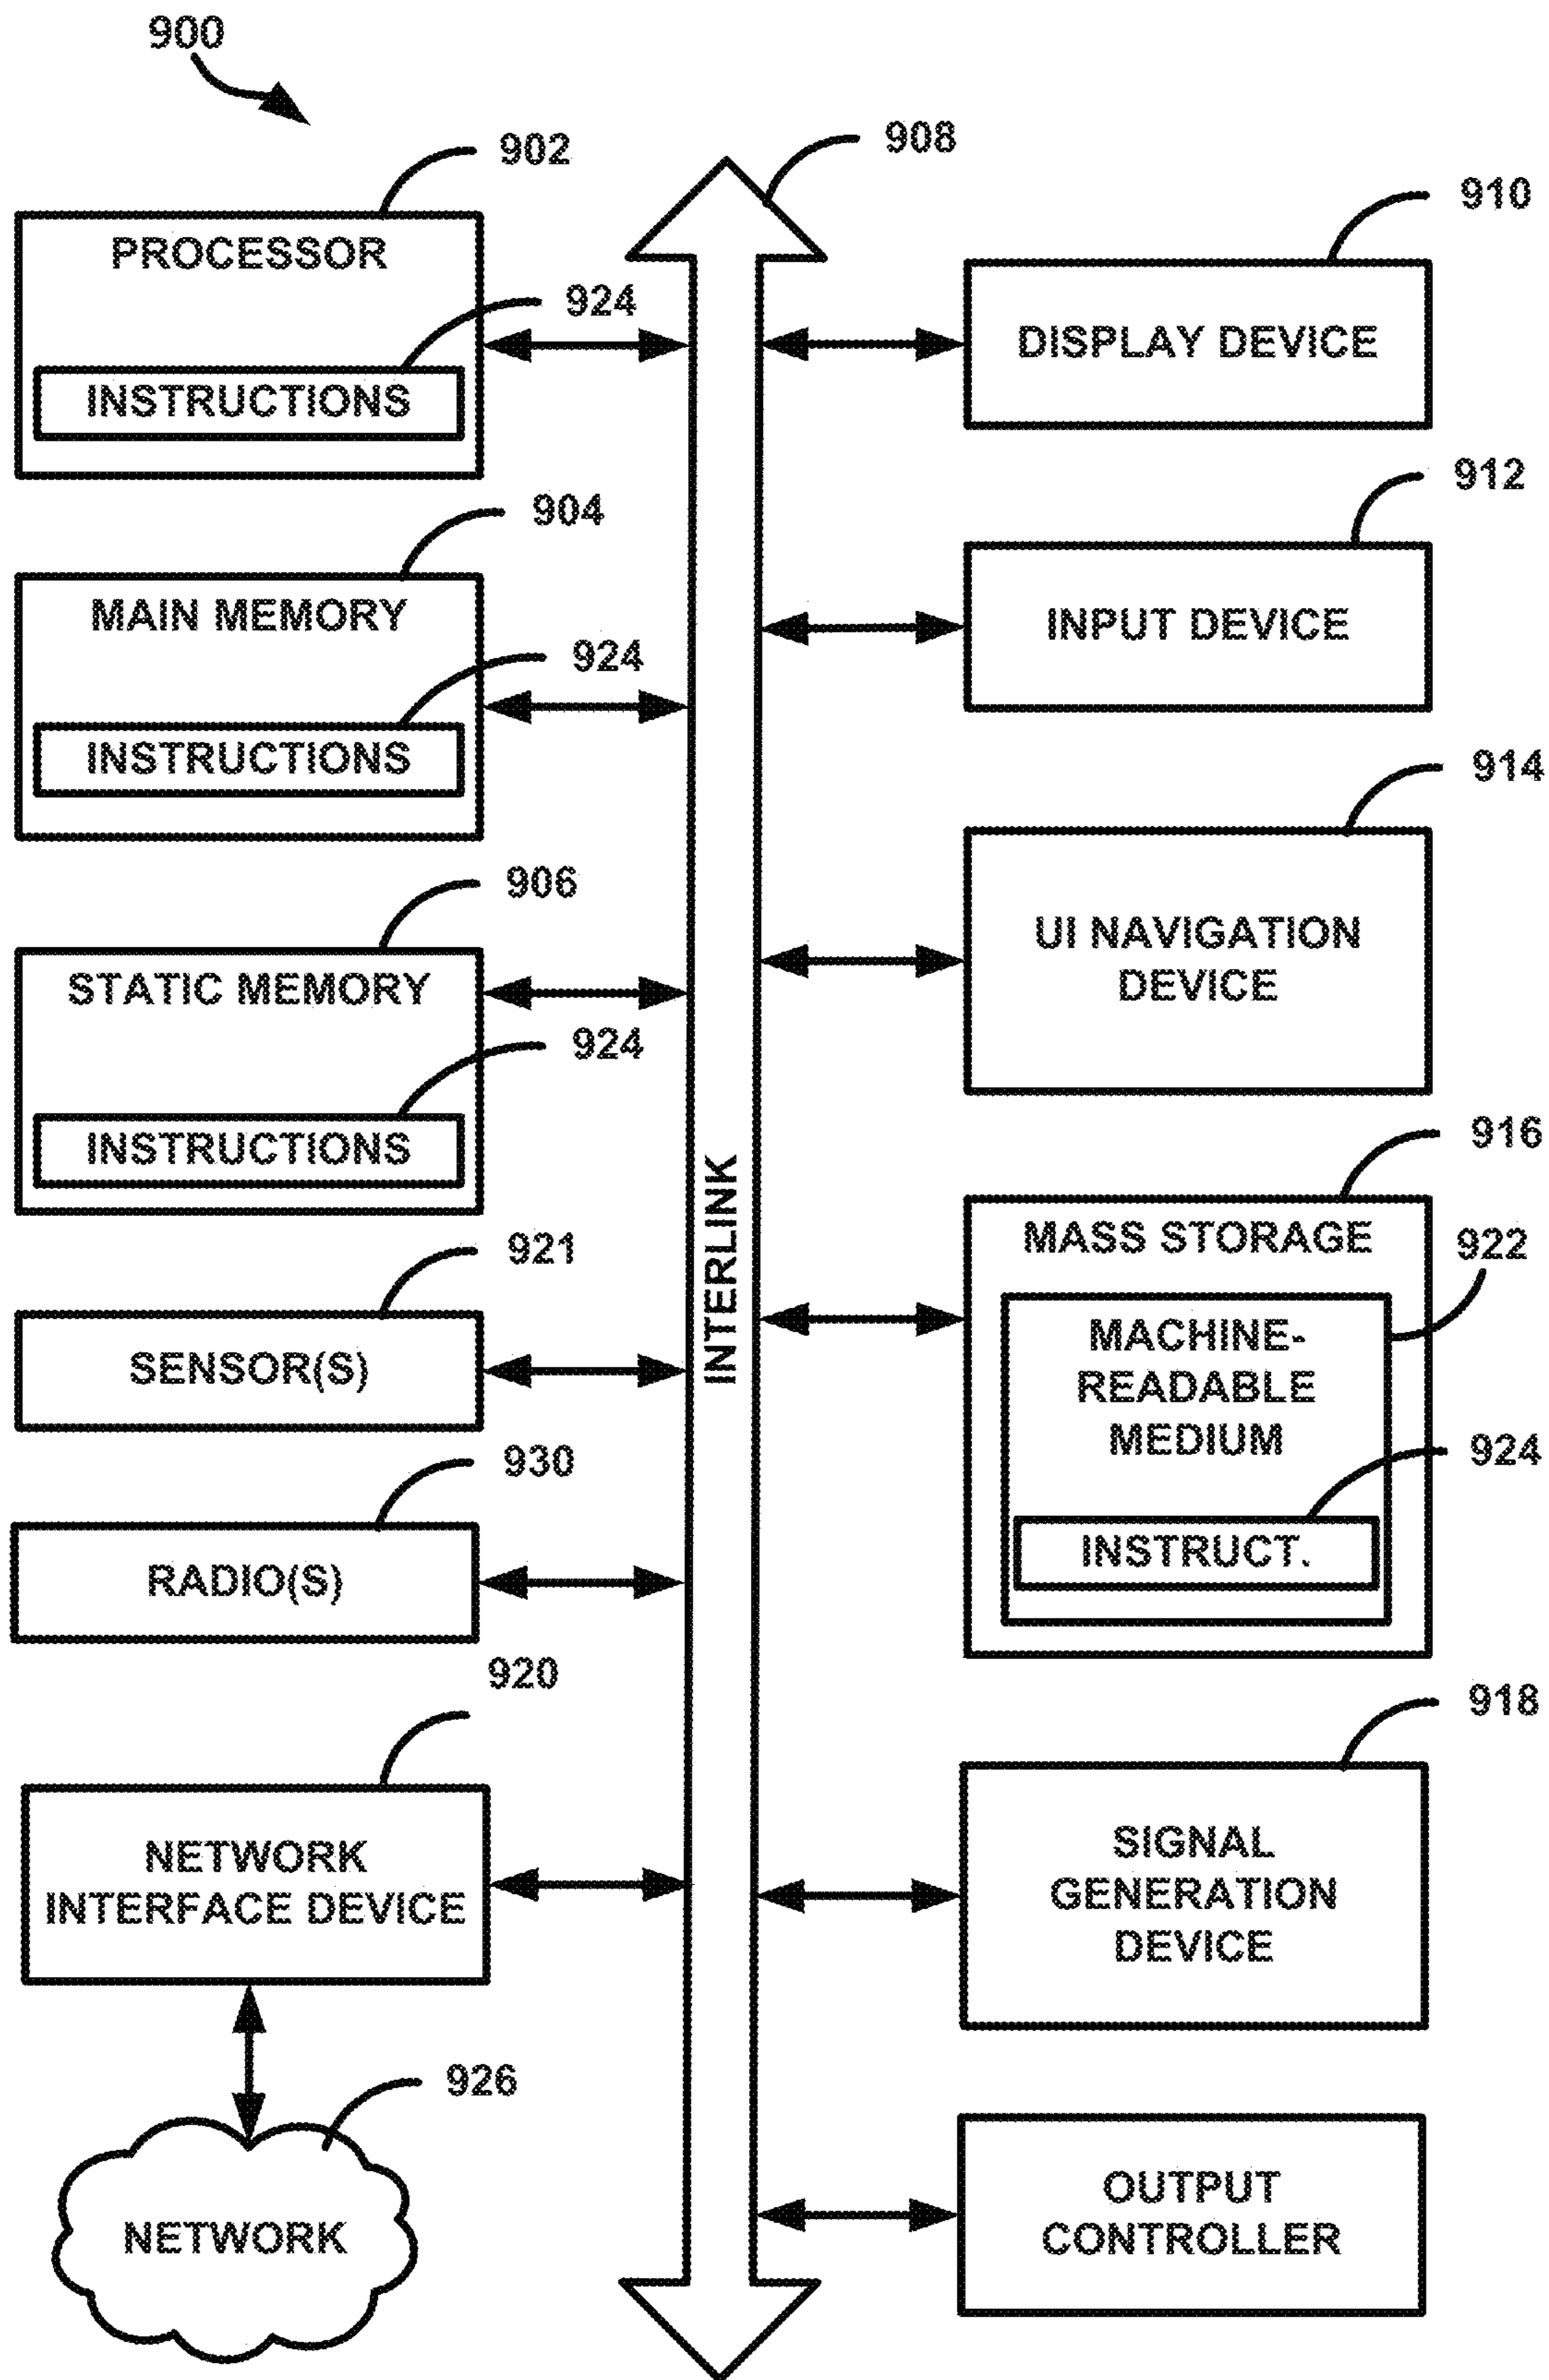 900
902
PROCESSOR
924
INSTRUCTIONS
904
MAIN MEMORY
924
INSTRUCTIONS
906
STATIC MEMORY
924
INSTRUCTIONS
921
SENSOR(S)
930
RADIO(S)
920
NETWORK
INTERFACE DEVICE
926
NETWORK
908
INTERLINK
910
DISPLAY DEVICE
912
INPUT DEVICE
914
UI NAVIGATION
DEVICE
916
MASS STORAGE
922
MACHINE-
READABLE
MEDIUM
924
INSTRUCT.
918
SIGNAL
GENERATION
DEVICE
OUTPUT
CONTROLLER